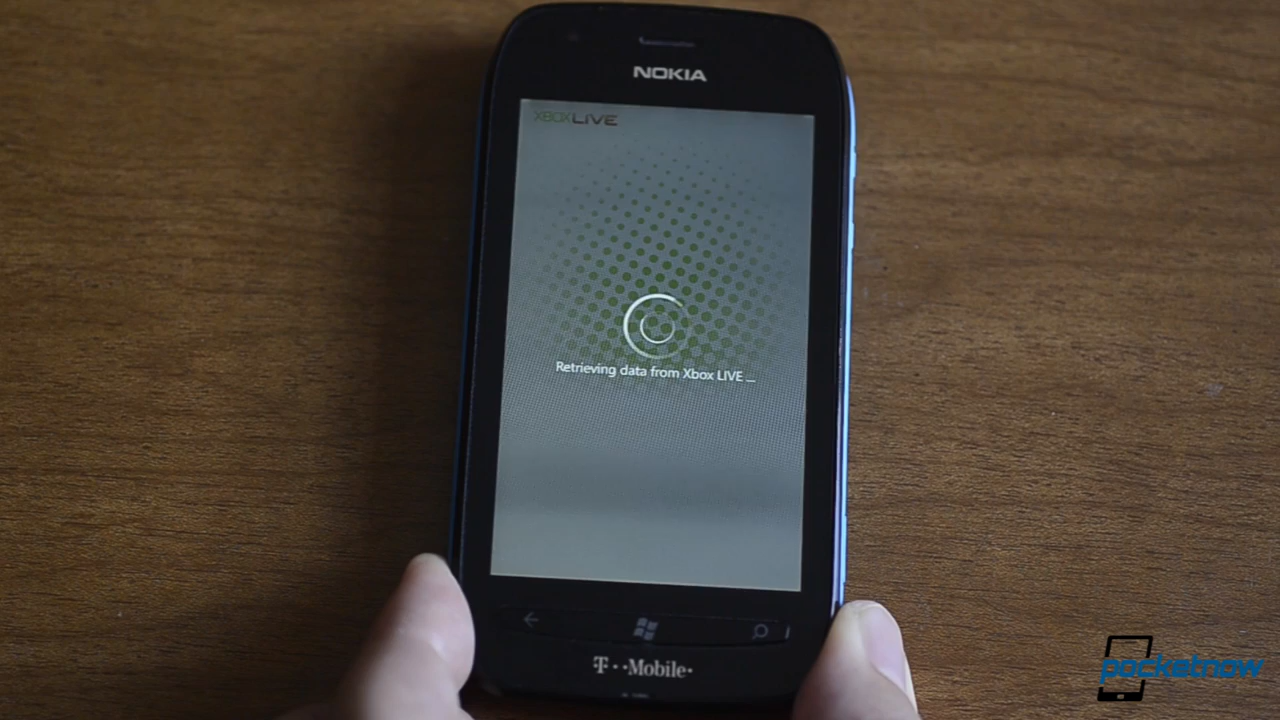 NOKIA
XBOX LIVE
Retrieving data from Xbox LIVE ...
T··Mobile·
pocketnow